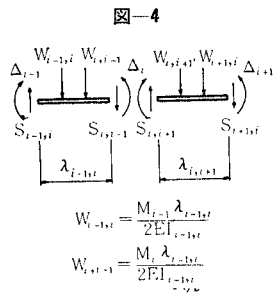 図—4
W_{i-1,i} W_{i,i-1} W_{i,i+1} W_{i+1,i}
Δ_{i-1} Δ_i Δ_{i+1}
S_{i-1,i} S_{i,i-1} S_{i,i+1} S_{i+1,i}
λ_{i-1,i} λ_{i,i+1}
W_{i-1,i} = M_{i-1} λ_{i-1,i} / 2EI_{i-1,i}
W_{i,i-1} = M_i λ_{i-1,i} / 2EI_{i-1,i}